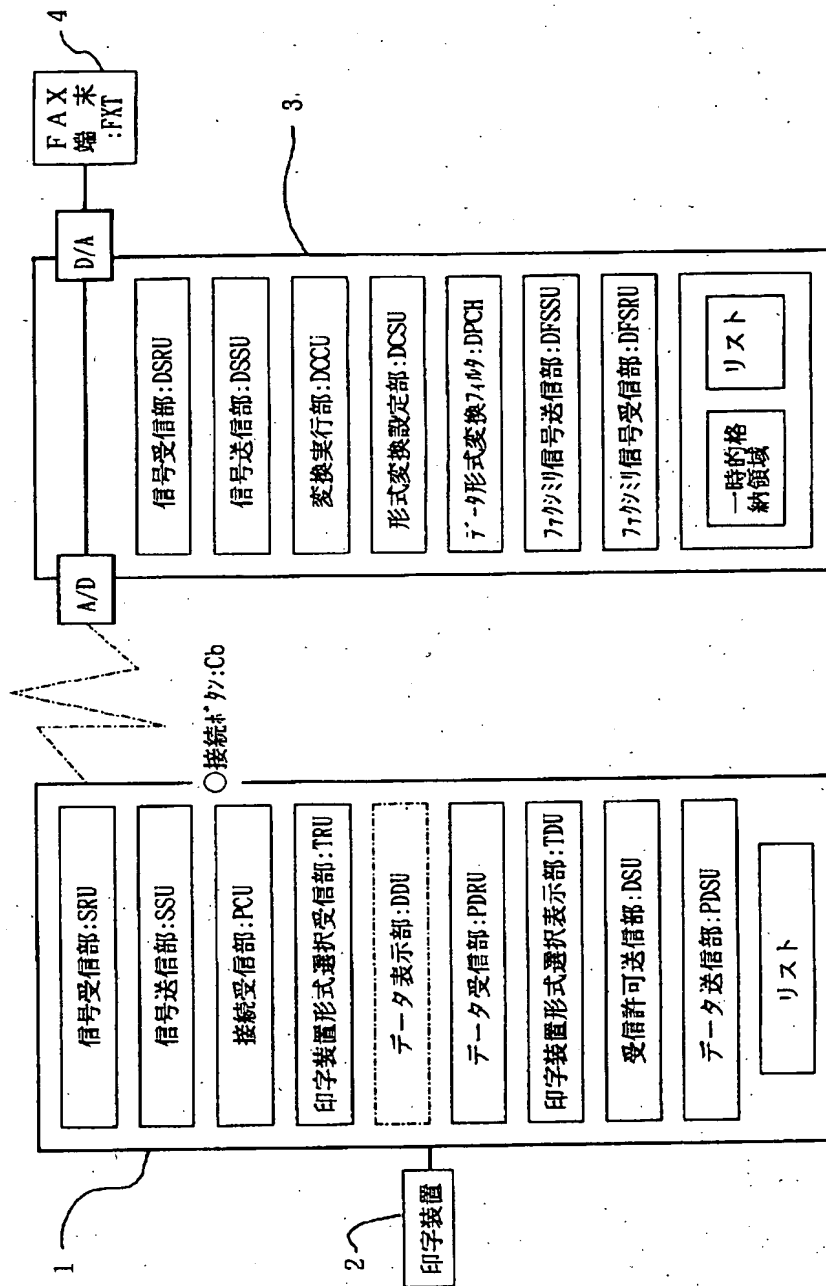 1
信号受信部:SRU
信号送信部:SSU
接続受信部:PCU
印字装置形式選択受信部:TRU
データ表示部:DDU
データ受信部:PDRU
印字装置形式選択表示部:TDU
受信許可送信部:DSU
データ送信部:PDSU
リスト
接続ボタン:Cb
2
印字装置
A/D
D/A
信号受信部:DSRU
信号送信部:DSSU
変換実行部:DCCU
形式変換設定部:DCSU
データ形式変換フィルタ:DPCH
ファクシミリ信号送信部:DFSSU
ファクシミリ信号受信部:DFSRU
一時的格
納領域
リスト
3
FAX
端末
:FXT
4